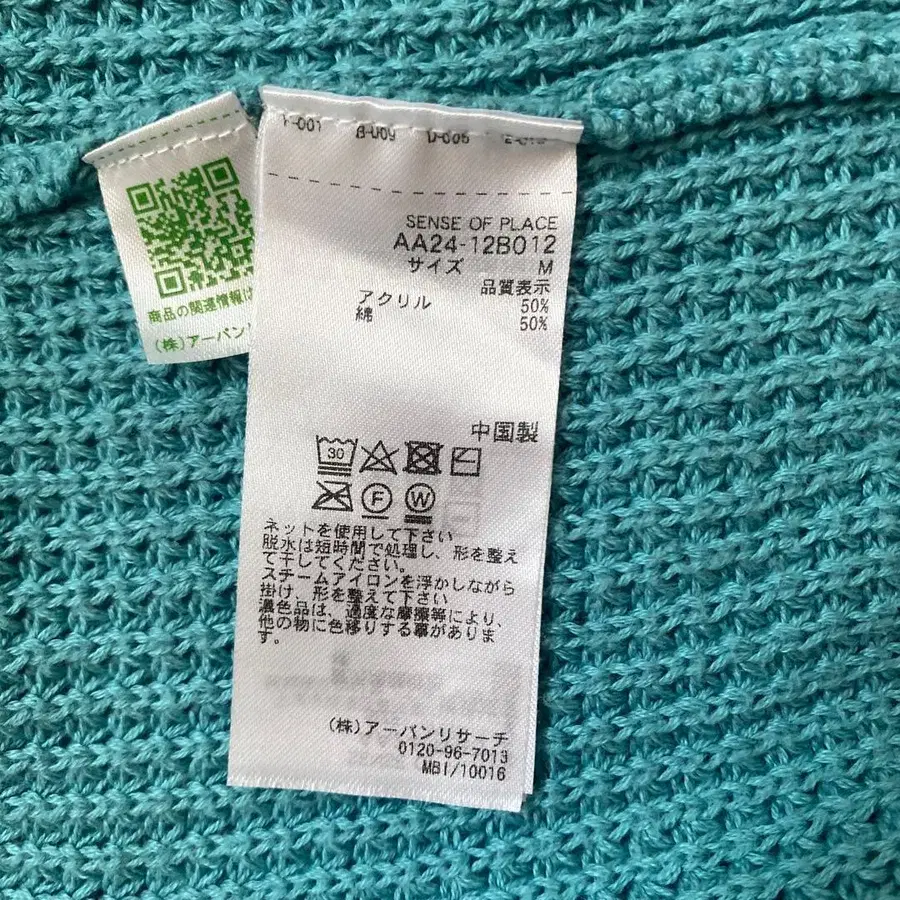 B-009
SENSE OF PLACE
AA24-12B012
サイズ M
品質表示
アクリル 50%
綿 50%
中国製
30
F
W
ネットを使用して下さい
脱水は短時間で処理し、形を整え
て干してください。
スチームアイロンを浮かしながら
掛け、形を整えて下さい
濃色品は、過度な摩擦等により、
他の物に色移りする事がありま
す。
(株)アーバンリサーチ
0120-96-7013
MBI/10016
商品の関連情報は
(株)アーバン